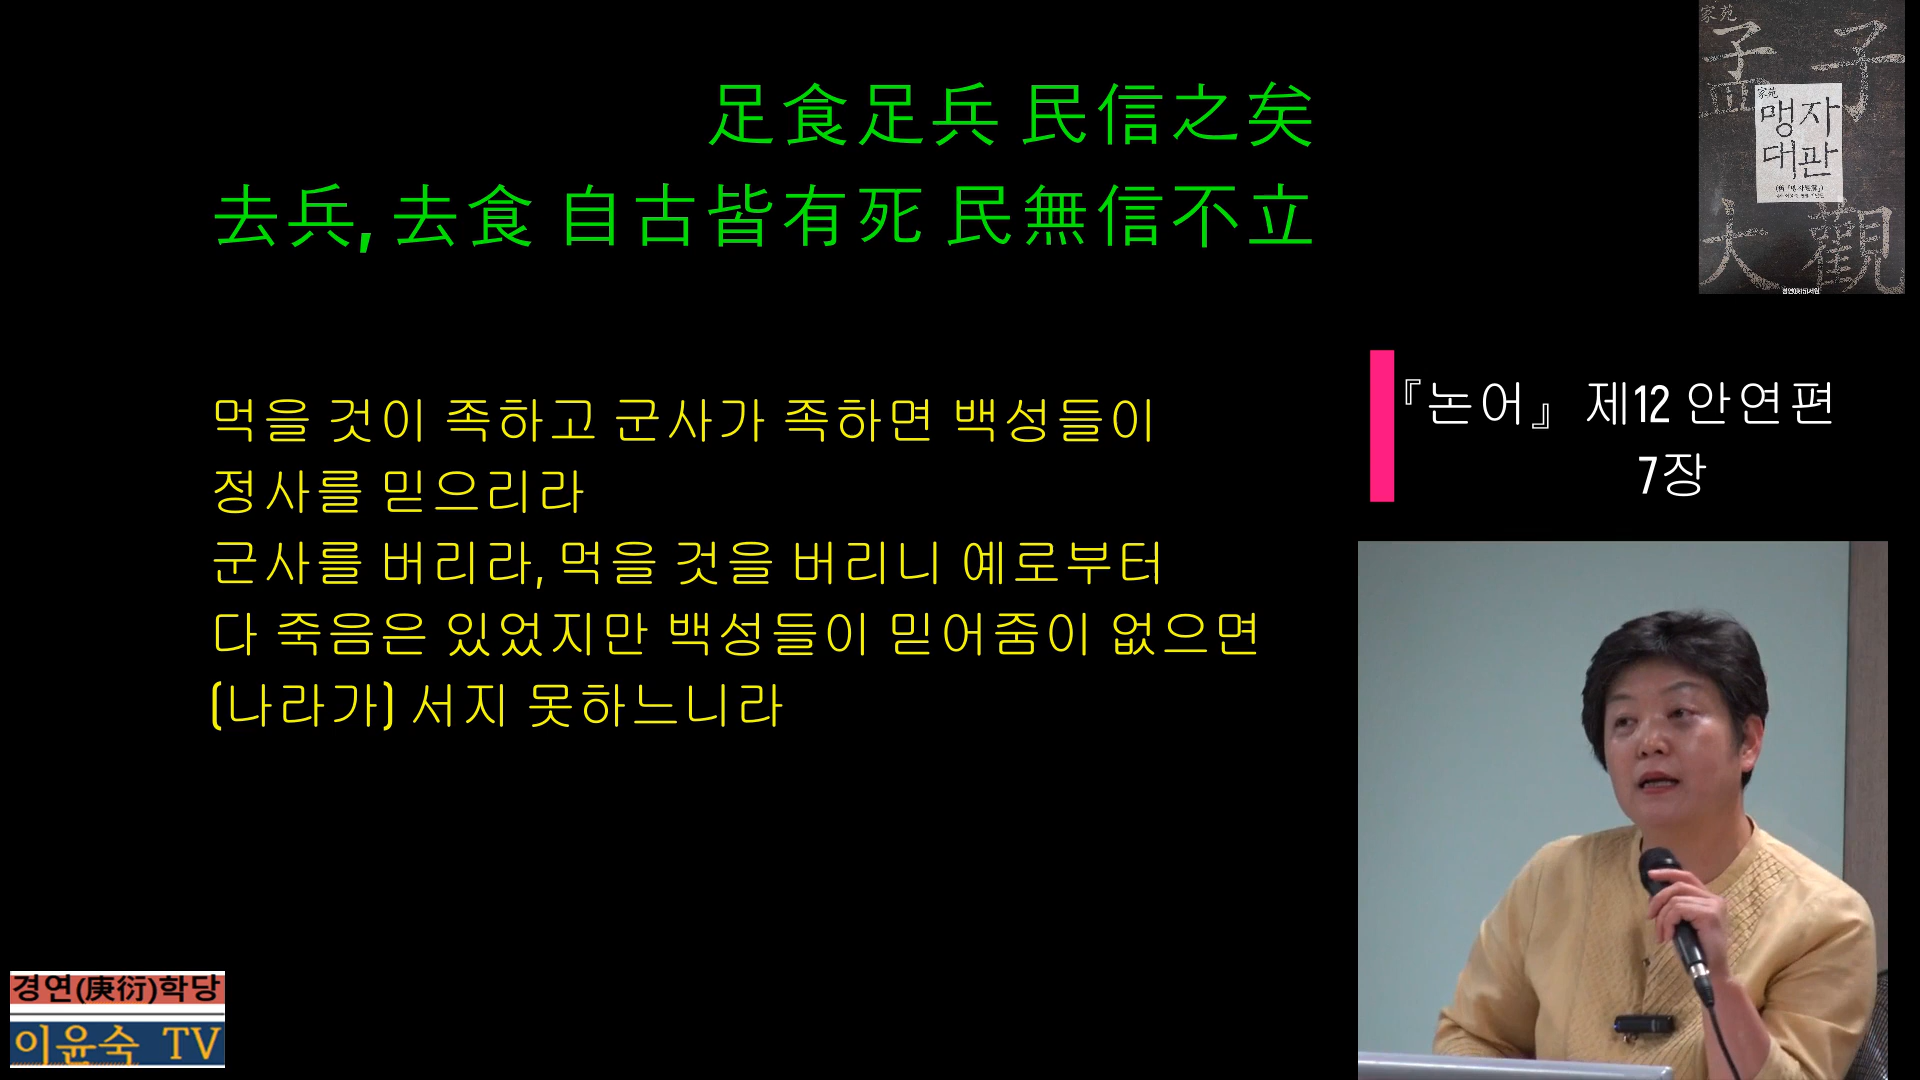 足食足兵 民信之矣
去兵, 去食 自古皆有死 民無信不立
먹을 것이 족하고 군사가 족하면 백성들이
정사를 믿으리라
군사를 버리라, 먹을 것을 버리니 예로부터
다 죽음은 있었지만 백성들이 믿어줌이 없으면
(나라가) 서지 못하느니라
家苑
孟子
家苑
맹자
대관
大觀
『논어』 제12 안연편
7장
경연(庚衍)학당
이윤숙 TV